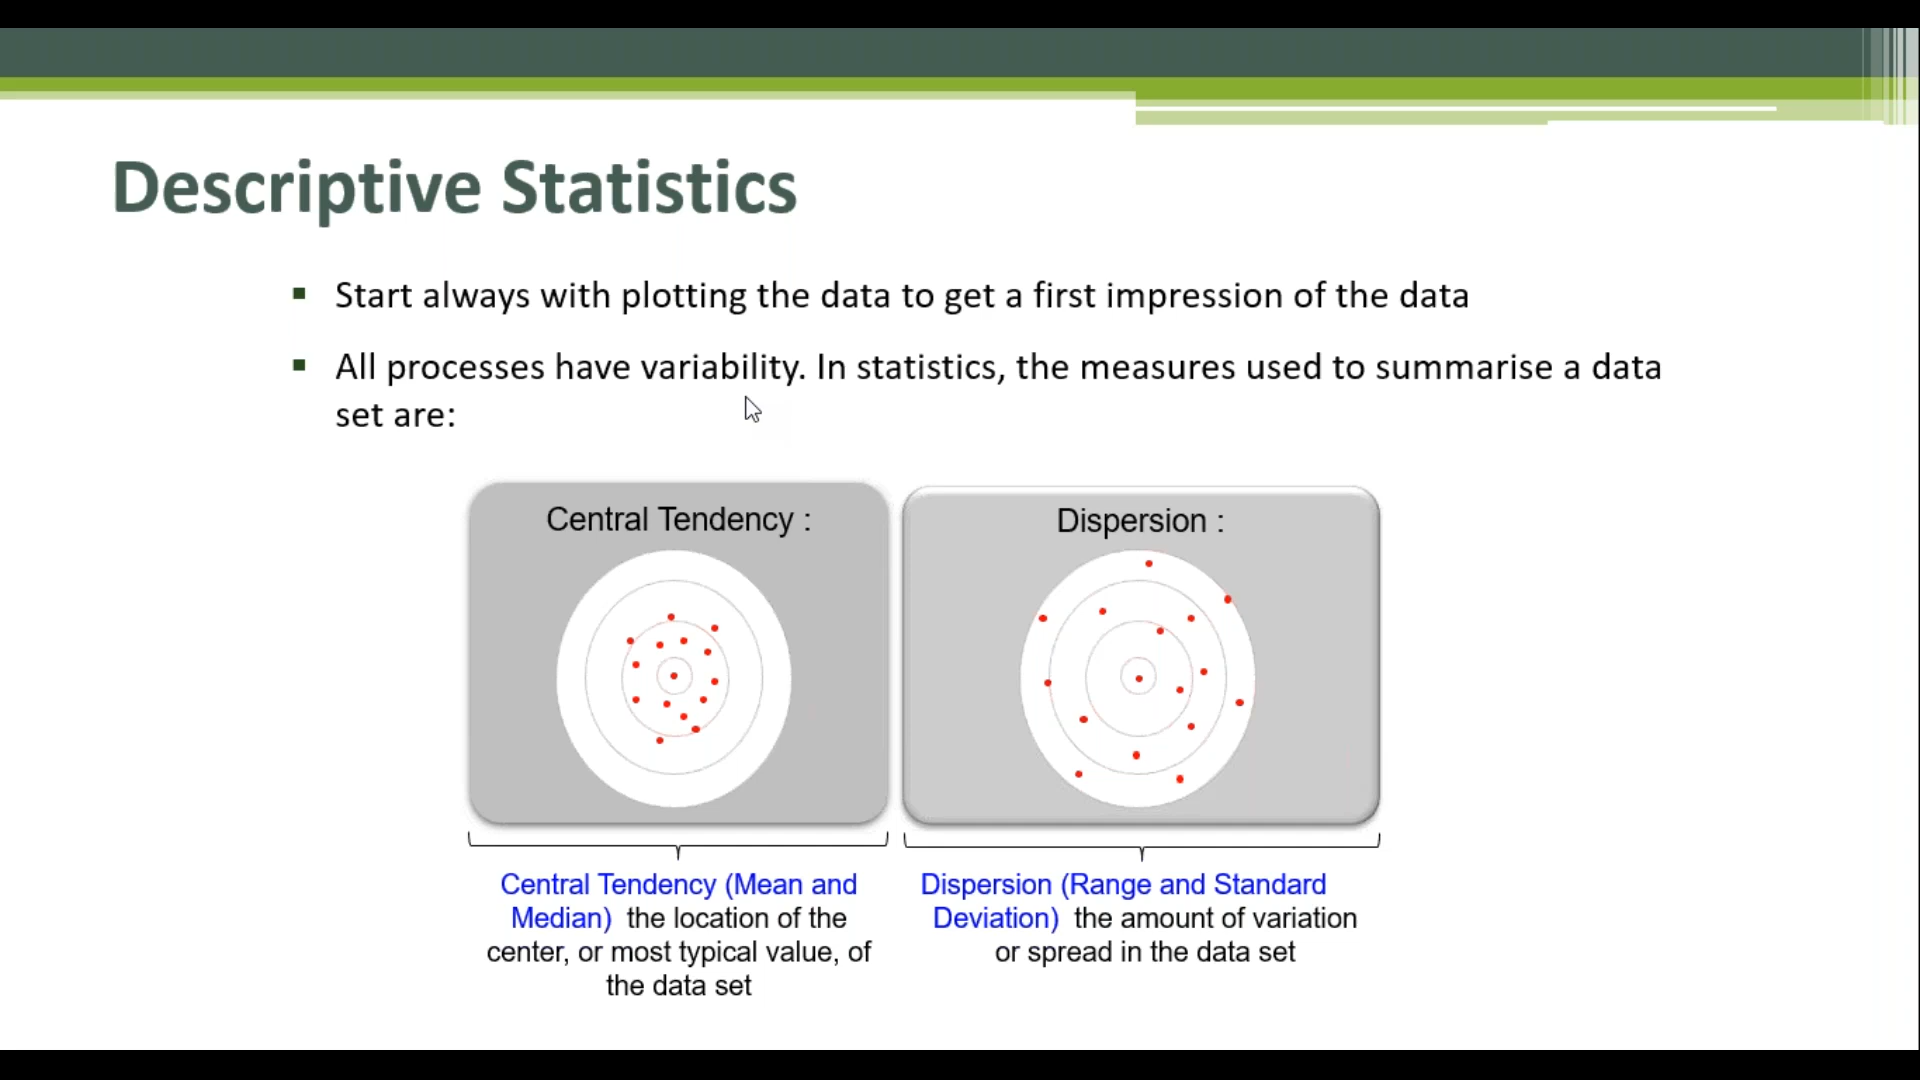 Descriptive Statistics
▪ Start always with plotting the data to get a first impression of the data
▪ All processes have variability. In statistics, the measures used to summarise a data
set are:
Central Tendency :
Dispersion :
Central Tendency (Mean and
Median) the location of the
center, or most typical value, of
the data set
Dispersion (Range and Standard
Deviation) the amount of variation
or spread in the data set